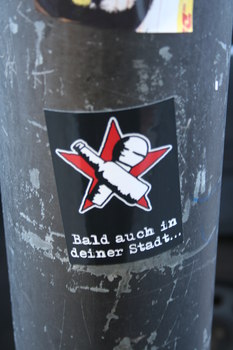 Bald auch in
deiner Stadt...